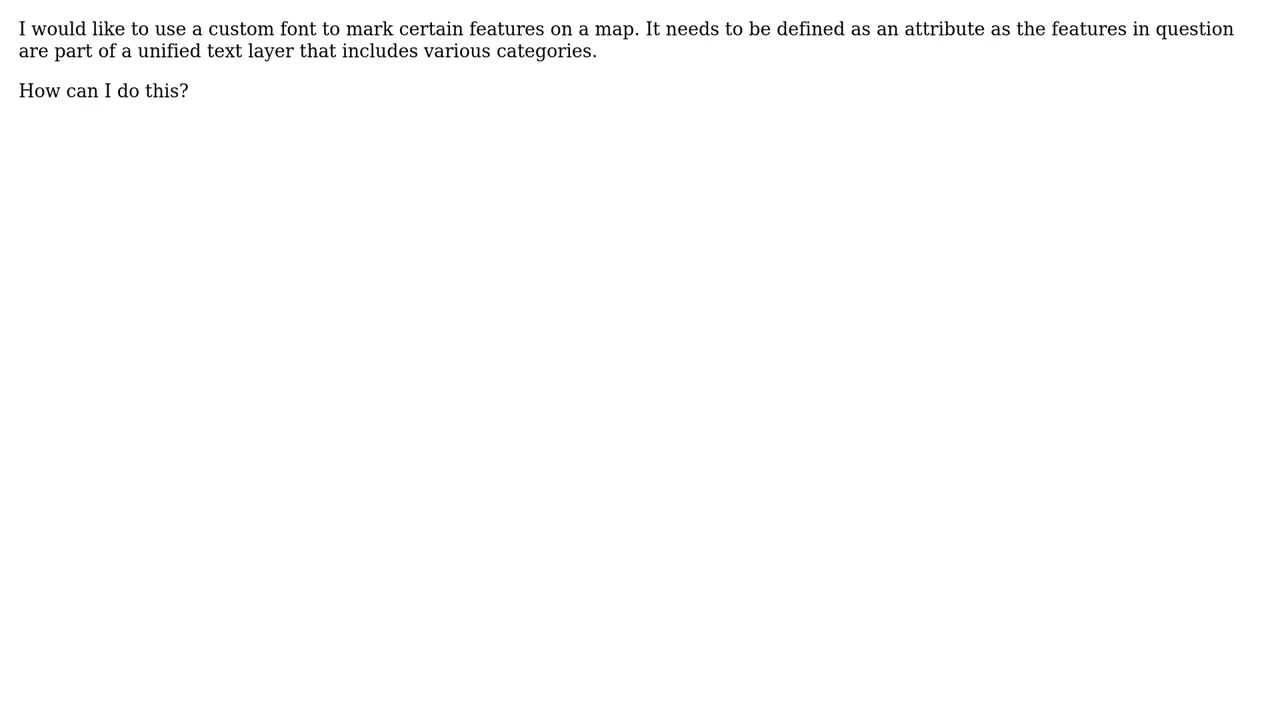 I would like to use a custom font to mark certain features on a map. It needs to be defined as an attribute as the features in question
are part of a unified text layer that includes various categories.
How can I do this?